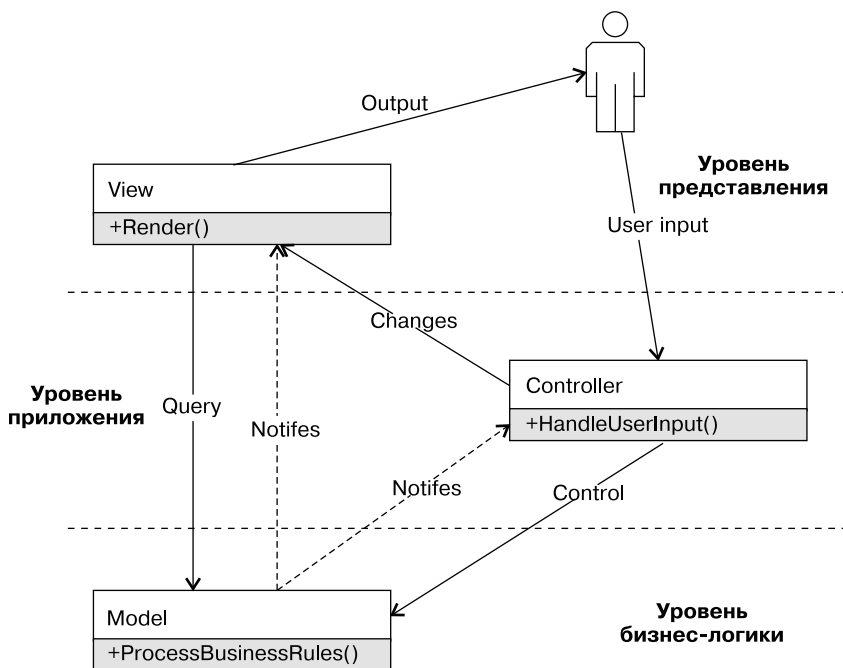 Output
View
+Render()
Уровень
представления
User input
Changes
Controller
+HandleUserInput()
Уровень
приложения
Query
Notifes
Notifes
Control
Model
+ProcessBusinessRules()
Уровень
бизнес-логики